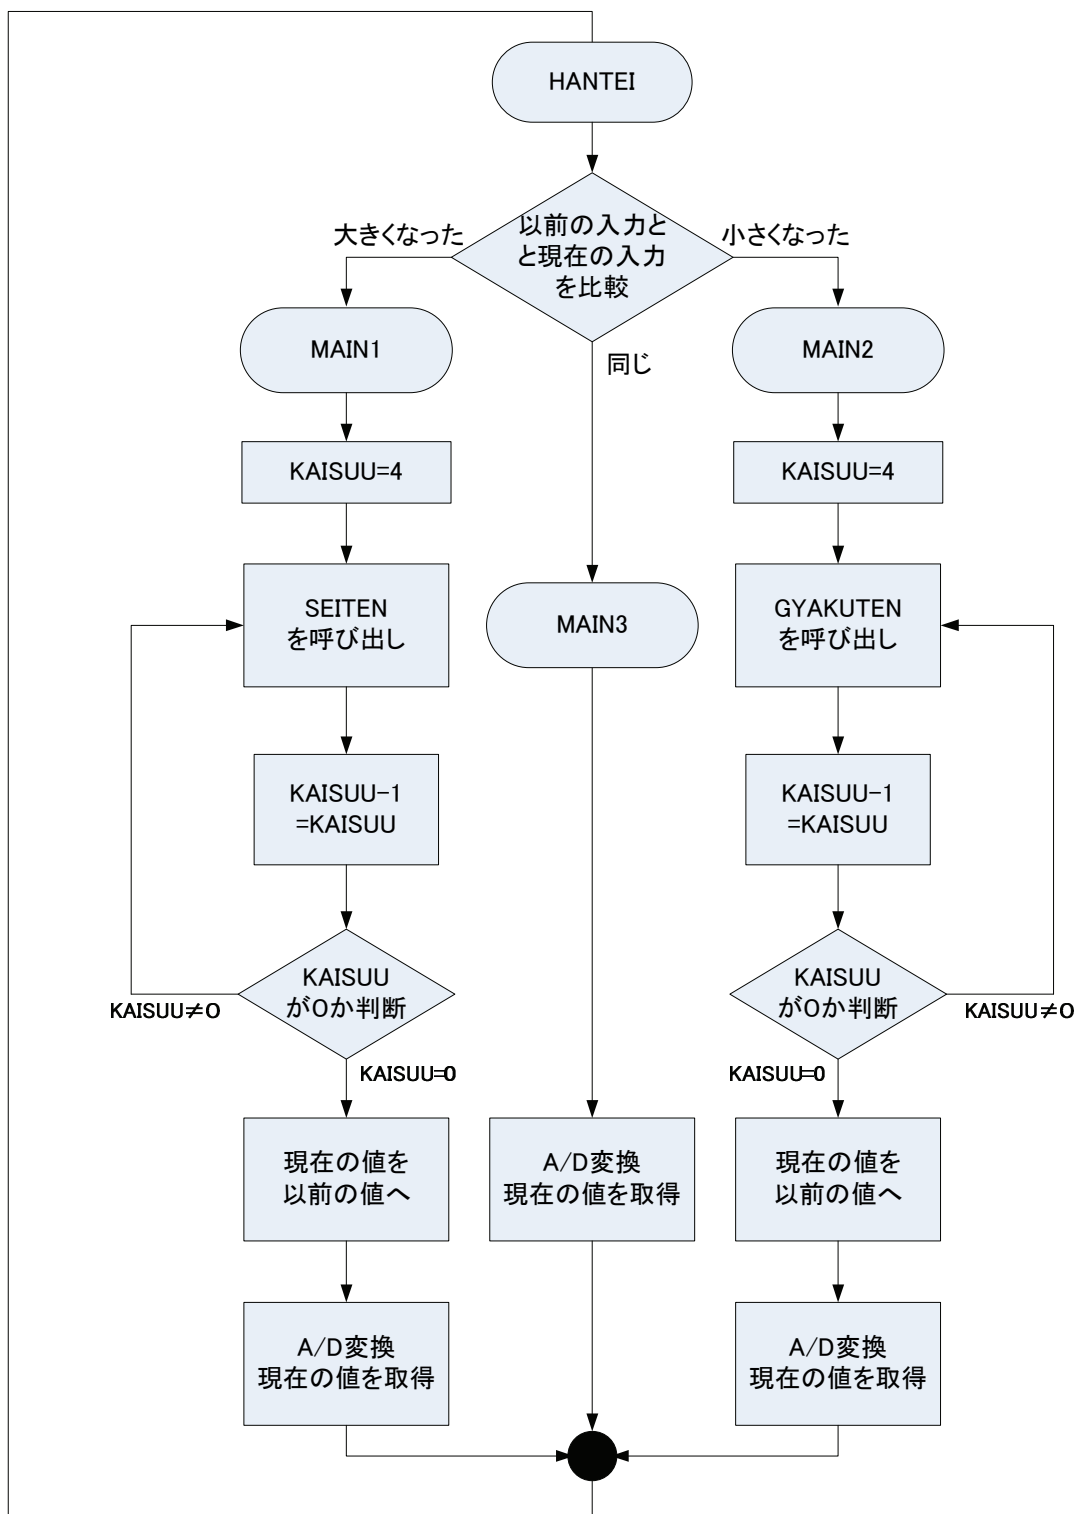 HANTEI
以前の入力と
と現在の入力
を比較
大きくなった
小さくなった
同じ
MAIN1
KAISUU=4
SEITEN
を呼び出し
KAISUU-1
=KAISUU
KAISUU
が0か判断
KAISUU≠0
KAISUU=0
現在の値を
以前の値へ
A/D変換
現在の値を取得
MAIN3
A/D変換
現在の値を取得
MAIN2
KAISUU=4
GYAKUTEN
を呼び出し
KAISUU-1
=KAISUU
KAISUU
が0か判断
KAISUU≠0
KAISUU=0
現在の値を
以前の値へ
A/D変換
現在の値を取得